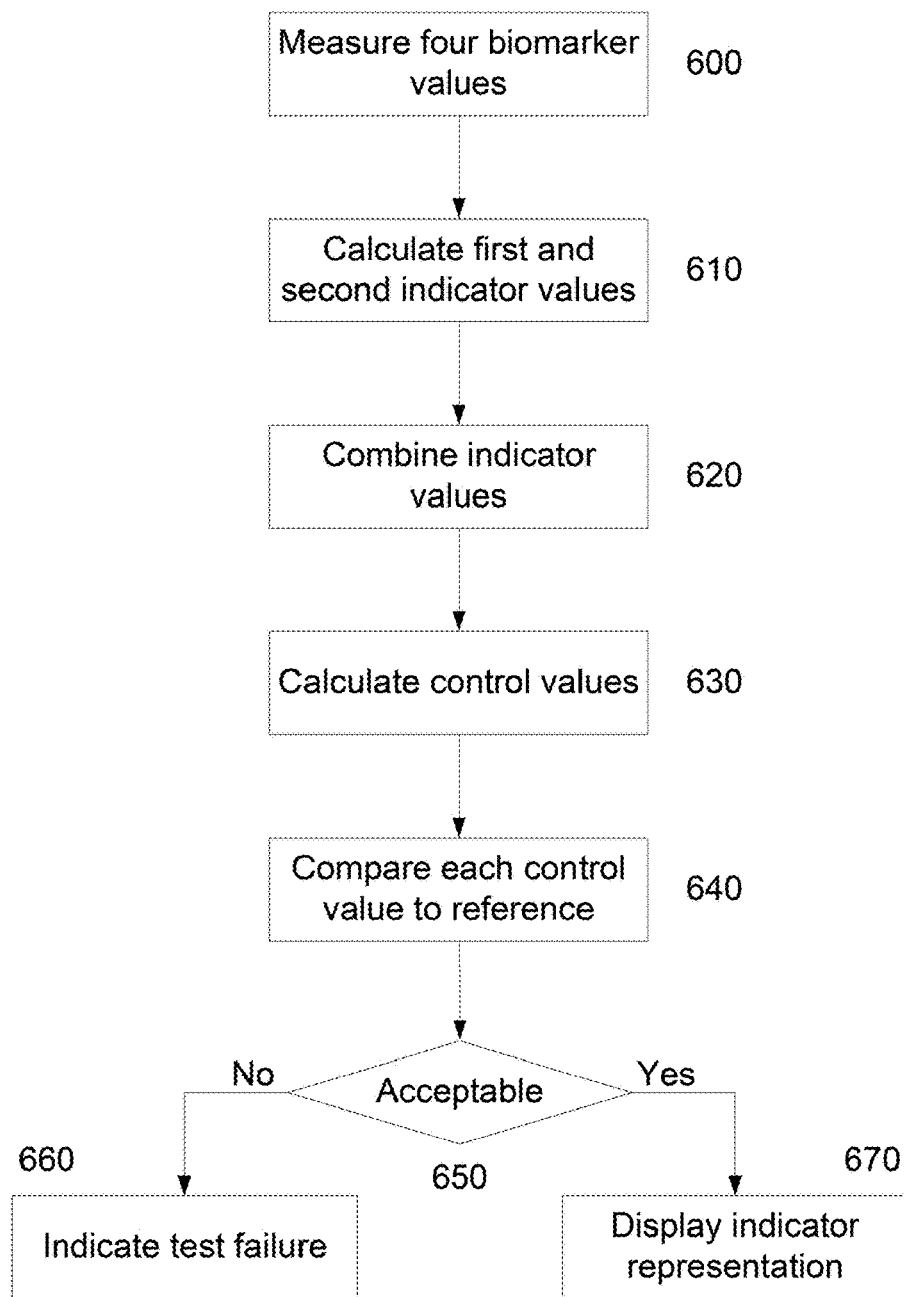 Measure four biomarker
values
600
Calculate first and
second indicator values
610
Combine indicator
values
620
Calculate control values
630
Compare each control
value to reference
640
No
Acceptable
Yes
650
660
Indicate test failure
670
Display indicator
representation